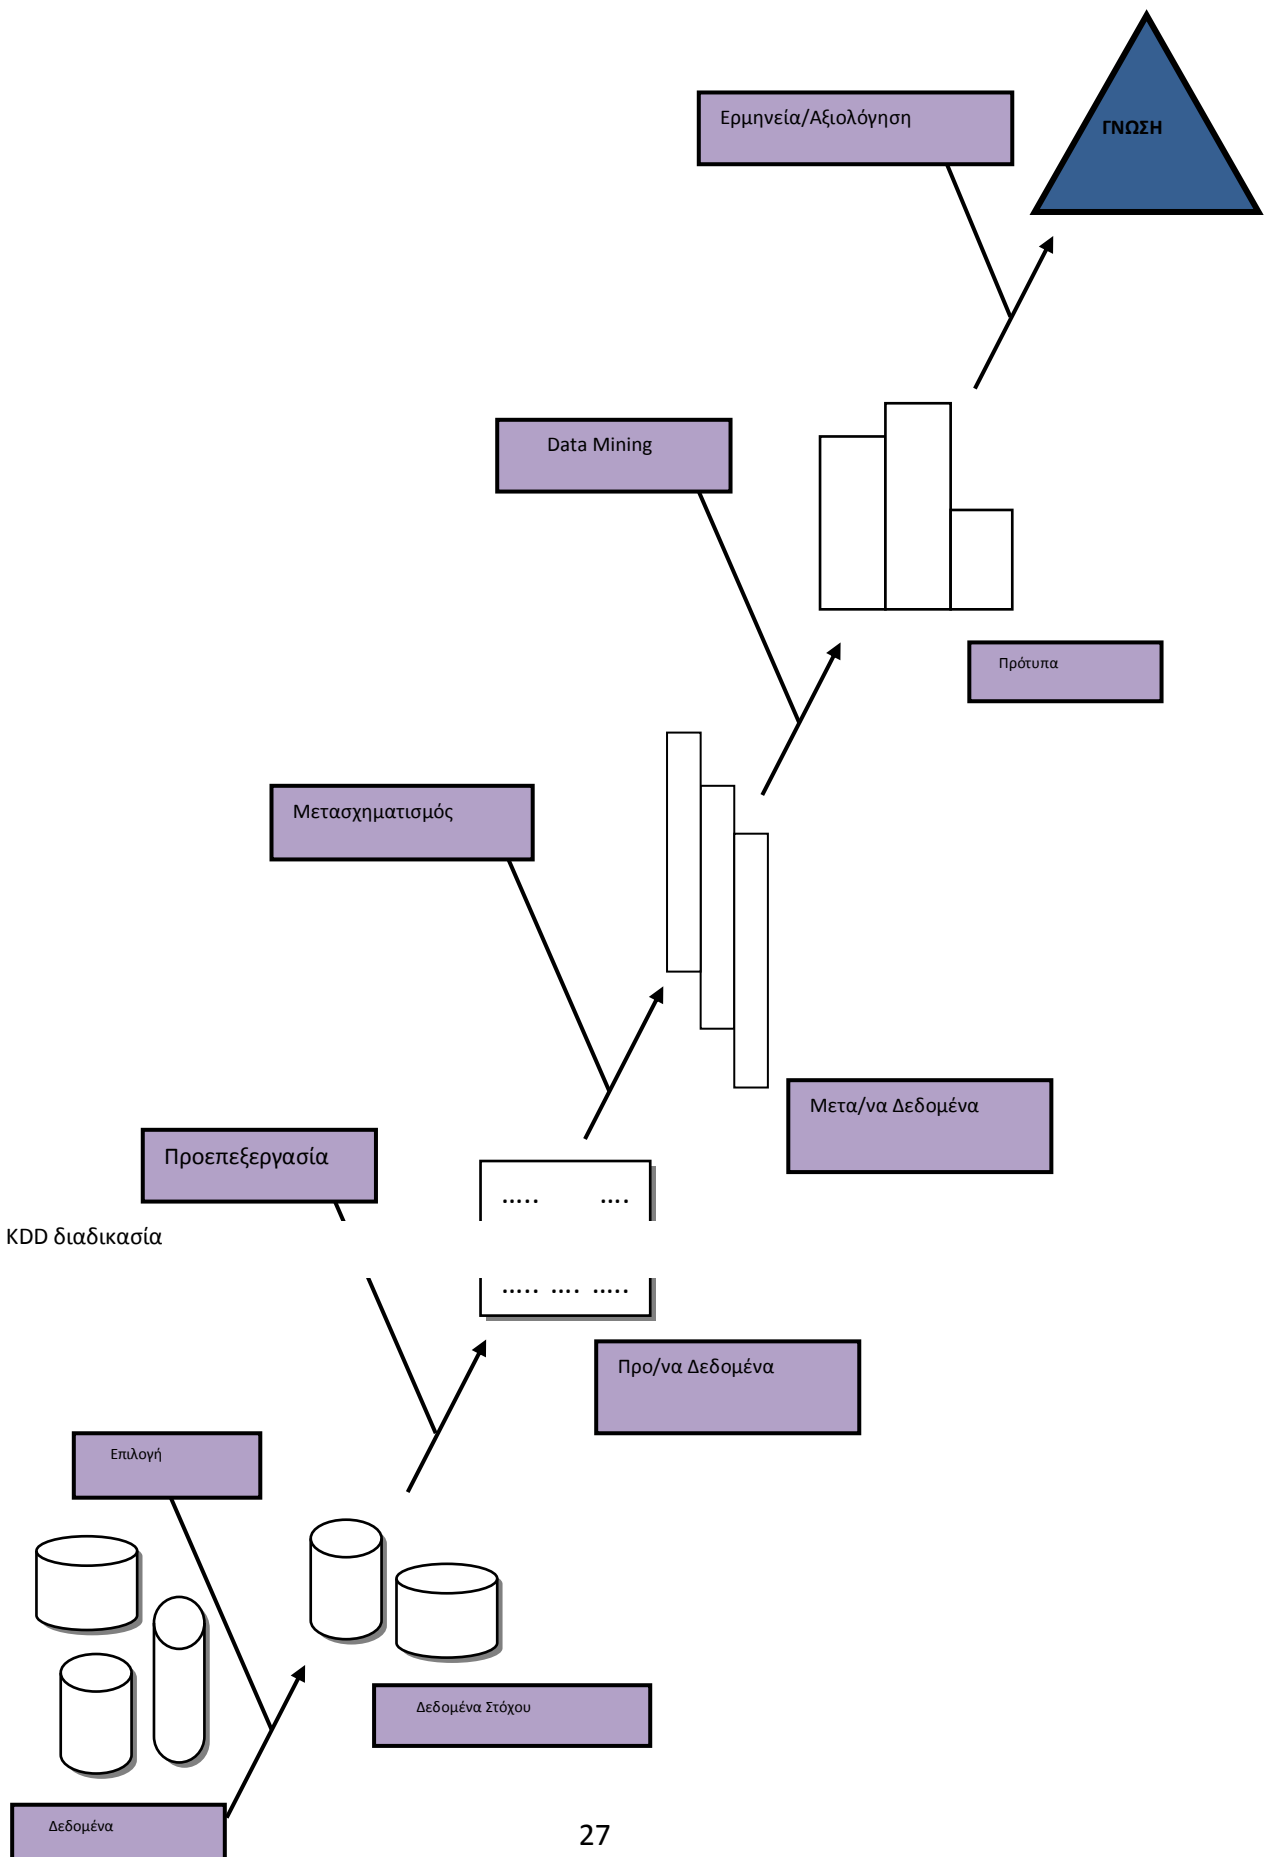 Ερμηνεία/Αξιολόγηση
ΓΝΩΣΗ
Data Mining
Πρότυπα
Μετασχηματισμός
Μετα/να Δεδομένα
Προεπεξεργασία
….. ….
KDD διαδικασία
….. …. …..
Προ/να Δεδομένα
Επιλογή
Δεδομένα Στόχου
Δεδομένα
27